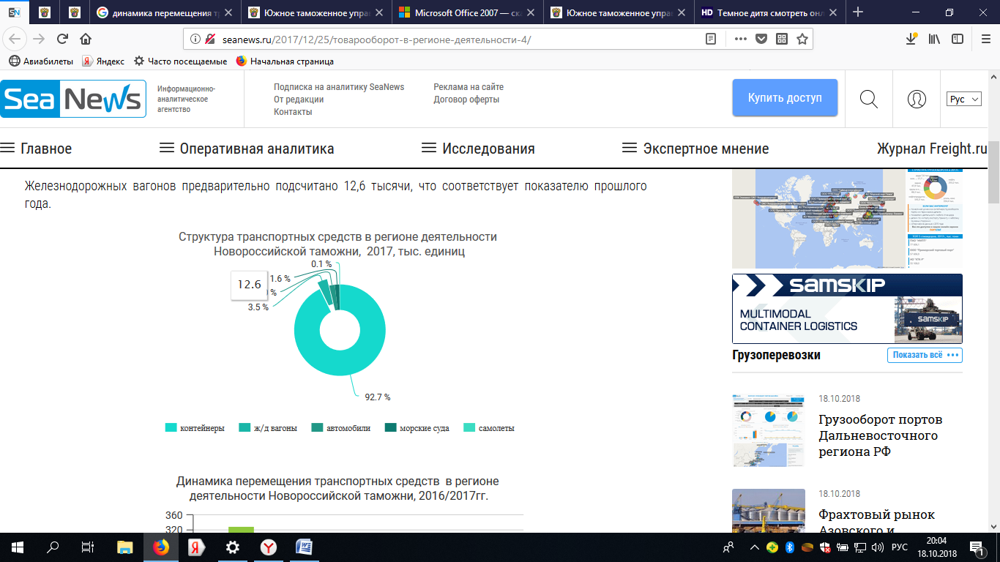 динамика перемещения т
Южное таможенное упра
Microsoft Office 2007 — ска
Южное таможенное упра
HD Темное дитя смотреть онл
seanews.ru/2017/12/25/товарооборот-в-регионе-деятельности-4/
Авиабилеты
Яндекс
Часто посещаемые
Начальная страница
Sea News
Информационно-
аналитическое
агентство
Подписка на аналитику SeaNews
От редакции
Контакты
Реклама на сайте
Договор оферты
Купить доступ
Рус
Главное
Оперативная аналитика
Исследования
Экспертное мнение
Журнал Freight.ru
Железнодорожных вагонов предварительно подсчитано 12,6 тысячи, что соответствует показателю прошлого
года.
Структура транспортных средств в регионе деятельности
Новороссийской таможни, 2017, тыс. единиц
0.1 %
1.6 %
12.6
%
3.5 %
92.7 %
контейнеры
ж/д вагоны
автомобили
морские суда
самолеты
Динамика перемещения транспортных средств в регионе
деятельности Новороссийской таможни, 2016/2017гг.
360
320
SAMSKIP
MULTIMODAL
CONTAINER LOGISTICS
SAMSKIP
Грузоперевозки
Показать всё
18.10.2018
Грузооборот портов
Дальневосточного
региона РФ
18.10.2018
Фрахтовый рынок
Азовского и
РУС
20:04
18.10.2018
1